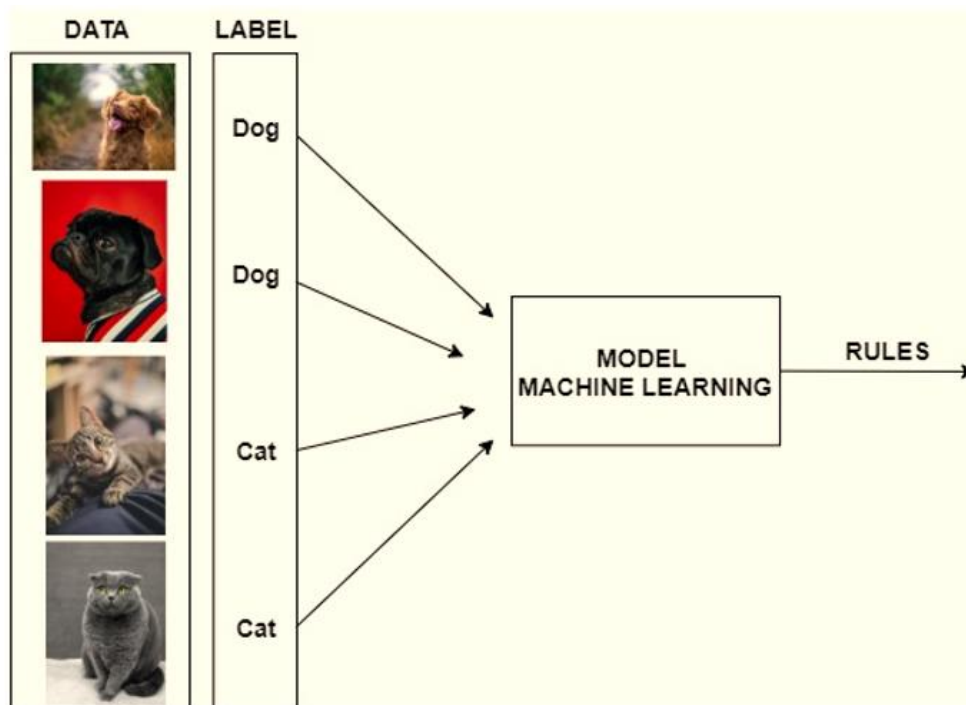 DATA
LABEL
Dog
Dog
Cat
Cat
MODEL
MACHINE LEARNING
RULES